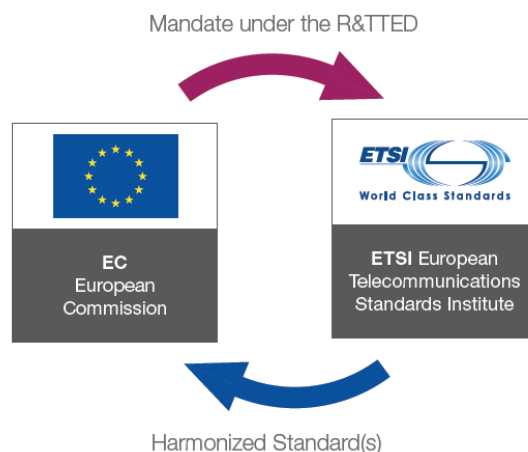 Mandate under the R&TTED
EC
European
Commission
ETSI
World Class Standards
ETSI European
Telecommunications
Standards Institute
Harmonized Standard(s)